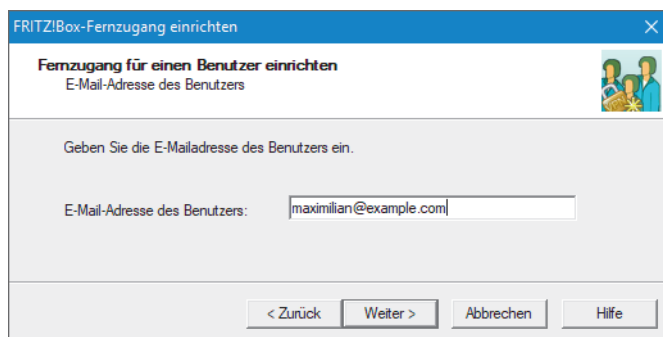 FRITZ!Box-Fernzugang einrichten
Fernzugang für einen Benutzer einrichten
E-Mail-Adresse des Benutzers
Geben Sie die E-Mailadresse des Benutzers ein.
E-Mail-Adresse des Benutzers: maximilian@example.com
< Zurück Weiter > Abbrechen Hilfe